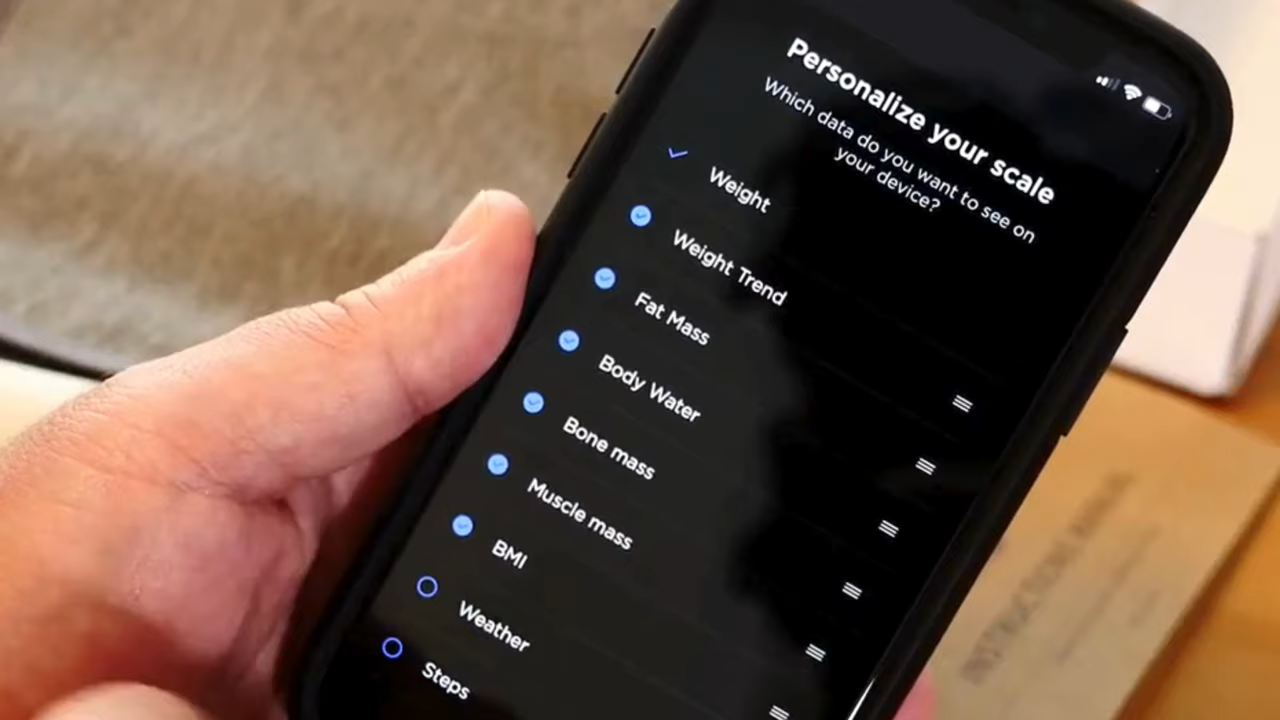 Personalize your scale
Which data do you want to see on
your device?
Weight
Weight Trend
Fat Mass
Body Water
Bone mass
Muscle mass
BMI
Weather
Steps